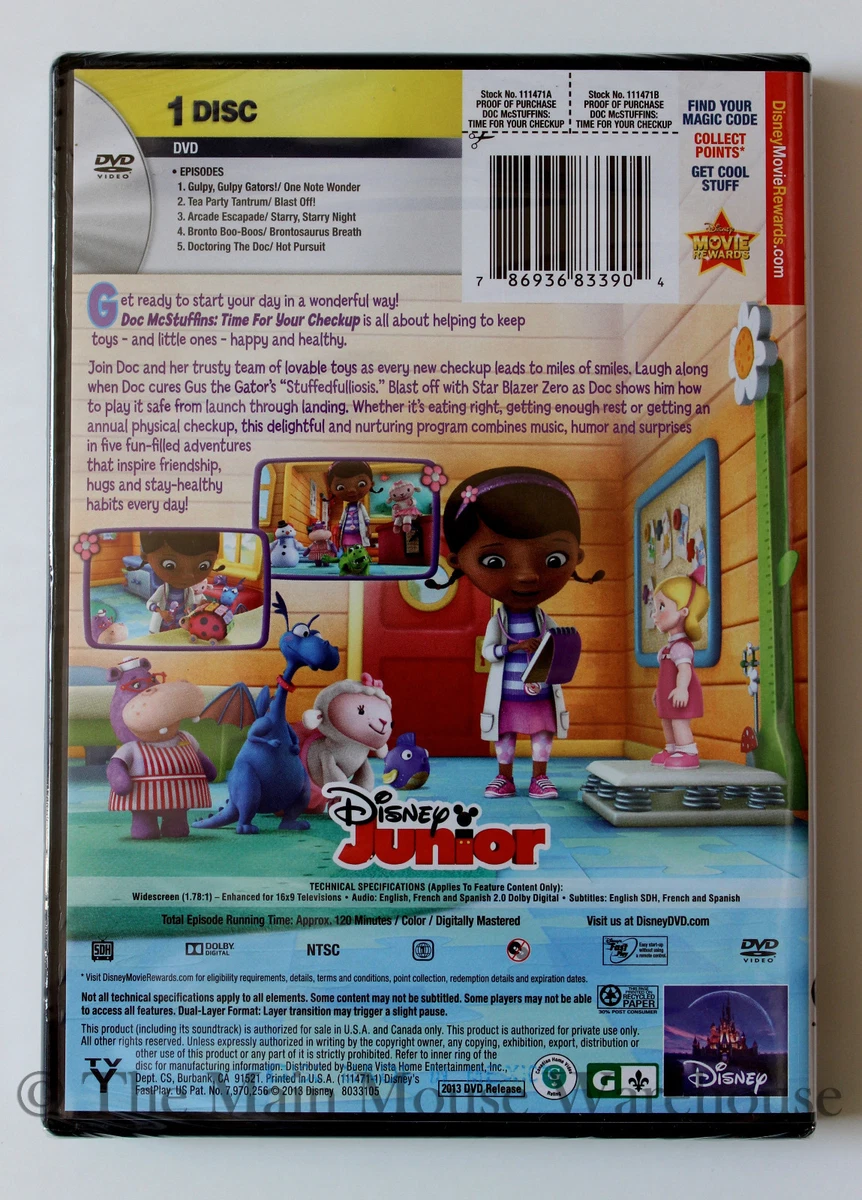 1 DISC
DVD
VIDEO
DVD
• EPISODES
1. Gulpy, Gulpy Gators!/ One Note Wonder
2. Tea Party Tantrum/ Blast Off!
3. Arcade Escapade/ Starry, Starry Night
4. Bronto Boo-Boos/ Brontosaurus Breath
5. Doctoring The Doc/ Hot Pursuit
Stock No. 111471A
PROOF OF PURCHASE
DOC McSTUFFINS:
TIME FOR YOUR CHECKUP
Stock No. 111471B
PROOF OF PURCHASE
DOC McSTUFFINS:
TIME FOR YOUR CHECKUP
7 86936 83390 4
FIND YOUR
MAGIC CODE
COLLECT
POINTS*
GET COOL
STUFF
Disney
MOVIE
REWARDS
DisneyMovieRewards.com
Get ready to start your day in a wonderful way!
Doc McStuffins: Time For Your Checkup is all about helping to keep
toys - and little ones - happy and healthy.
Join Doc and her trusty team of lovable toys as every new checkup leads to miles of smiles. Laugh along
when Doc cures Gus the Gator's "Stuffedfulliosis." Blast off with Star Blazer Zero as Doc shows him how
to play it safe from launch through landing. Whether it's eating right, getting enough rest or getting an
annual physical checkup, this delightful and nurturing program combines music, humor and surprises
in five fun-filled adventures
that inspire friendship,
hugs and stay-healthy
habits every day!
Disney
Junior
TECHNICAL SPECIFICATIONS (Applies To Feature Content Only):
Widescreen (1.78:1) – Enhanced for 16x9 Televisions • Audio: English, French and Spanish 2.0 Dolby Digital • Subtitles: English SDH, French and Spanish
Total Episode Running Time: Approx. 120 Minutes / Color / Digitally Mastered
Visit us at DisneyDVD.com
SDH
DOLBY
DIGITAL
NTSC
1
Easy start-up
without using
a remote control.
DVD
VIDEO
* Visit DisneyMovieRewards.com for eligibility requirements, details, terms and conditions, point collection, redemption details and expiration dates.
Not all technical specifications apply to all elements. Some content may not be subtitled. Some players may not be able
to access all features. Dual-Layer Format: Layer transition may trigger a slight pause.
RECYCLED
PAPER
30% POST CONSUMER
This product (including its soundtrack) is authorized for sale in U.S.A. and Canada only. This product is authorized for private use only.
All other rights reserved. Unless expressly authorized in writing by the copyright owner, any copying, exhibition, export, distribution or
other use of this product or any part of it is strictly prohibited. Refer to inner ring of the
disc for manufacturing information. Distributed by Buena Vista Home Entertainment, Inc.,
Dept. CS, Burbank, CA 91521. Printed in U.S.A. (111471) Disney's
FastPlay: US Pat. No. 7,970,256 © 2013 Disney 8033105
TV
Y
2013 DVD Release
Canadian Home Video
G
Rating
G
Disney
© The Main Mouse Warehouse